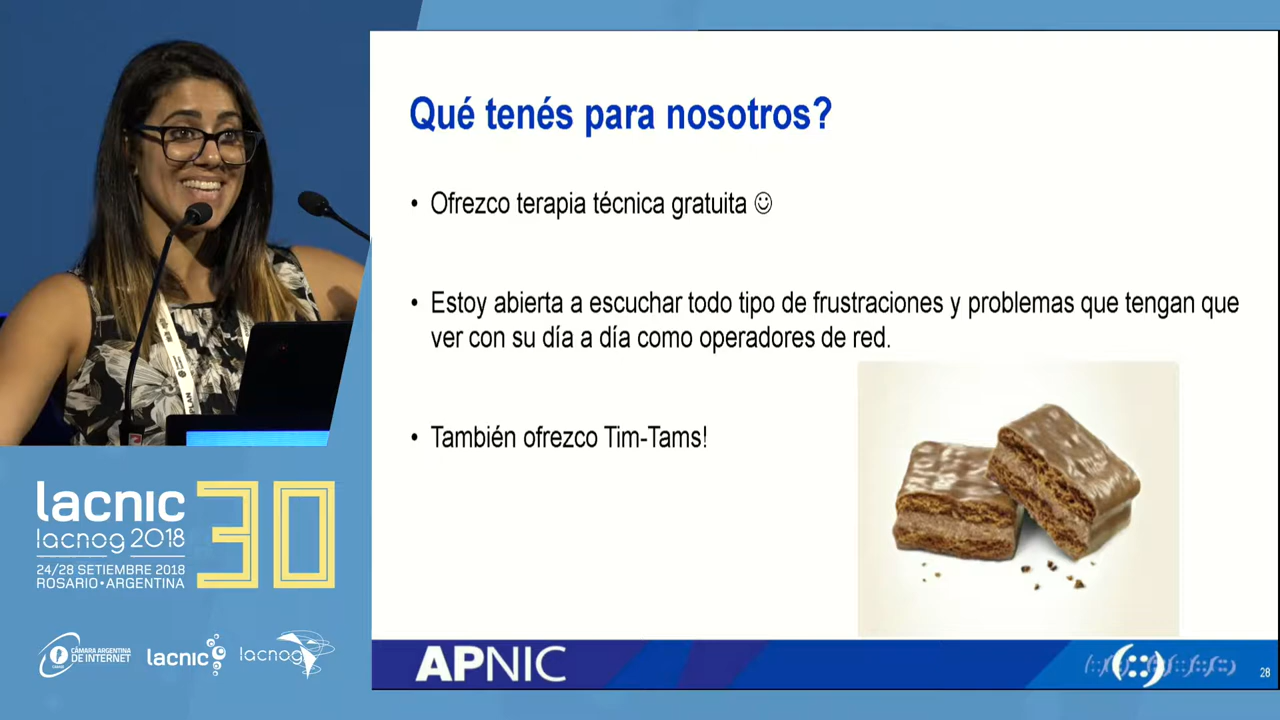 Qué tenés para nosotros?
• Ofrezco terapia técnica gratuita ☺
• Estoy abierta a escuchar todo tipo de frustraciones y problemas que tengan que
ver con su día a día como operadores de red.
• También ofrezco Tim-Tams!
APNIC
28
lacnic 30
lacnog 2018
24/28 SETIEMBRE 2018
ROSARIO • ARGENTINA
CÁMARA ARGENTINA
DE INTERNET
lacnic
lacnog